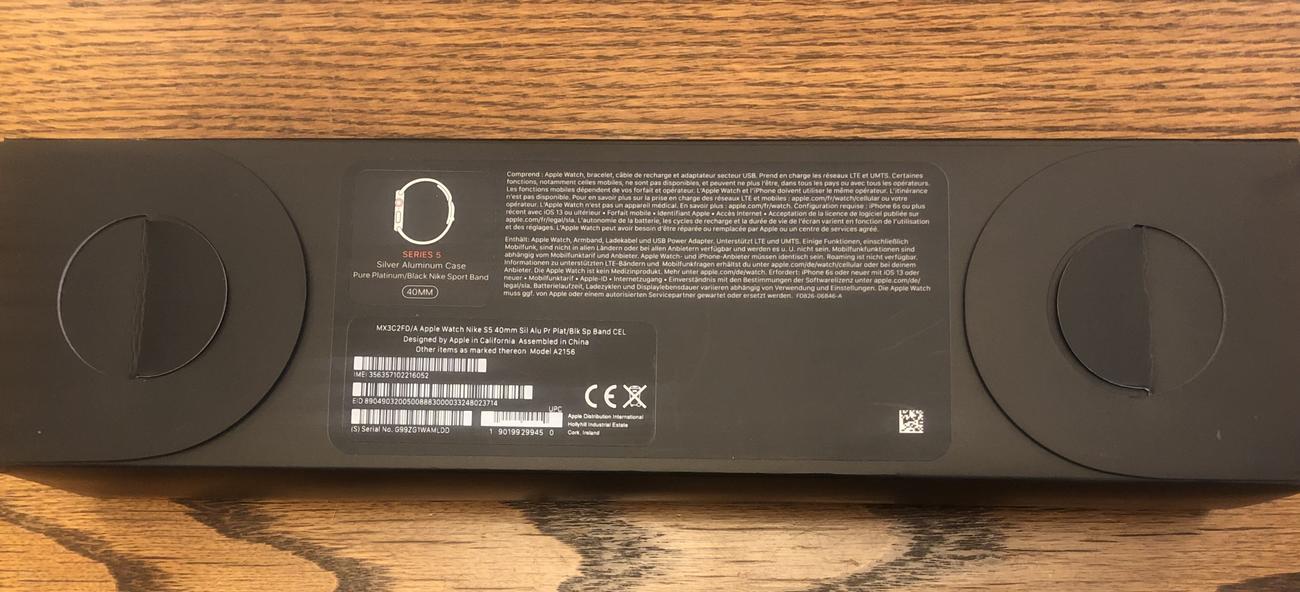 SERIES 5
Silver Aluminum Case
Pure Platinum/Black Nike Sport Band
40MM
Comprend : Apple Watch, bracelet, câble de recharge et adaptateur secteur USB. Prend en charge les réseaux LTE et UMTS. Certaines
fonctions, notamment celles mobiles, ne sont pas disponibles, et peuvent ne plus l'être, dans tous les pays ou avec tous les opérateurs.
Les fonctions mobiles dépendent de vos forfait et opérateur. L'Apple Watch et l'iPhone doivent utiliser le même opérateur. L'itinérance
n'est pas disponible. Pour en savoir plus sur la prise en charge des réseaux LTE et mobiles : apple.com/fr/watch/cellular ou votre
opérateur. L'Apple Watch n'est pas un appareil médical. En savoir plus : apple.com/fr/watch. Configuration requise : iPhone 6s ou plus
récent avec iOS 13 ou ultérieur • Forfait mobile • Identifiant Apple • Accès Internet • Acceptation de la licence de logiciel publiée sur
apple.com/fr/legal/sla. L'autonomie de la batterie, les cycles de recharge et la durée de vie de l'écran varient en fonction de l'utilisation
et des réglages. L'Apple Watch peut avoir besoin d'être réparée ou remplacée par Apple ou un centre de services agréé.
Enthält: Apple Watch, Armband, Ladekabel und USB Power Adapter. Unterstützt LTE und UMTS. Einige Funktionen, einschließlich
Mobilfunk, sind nicht in allen Ländern oder bei allen Anbietern verfügbar und werden es u. U. nicht sein. Mobilfunkfunktionen sind
abhängig vom Mobilfunktarif und Anbieter. Apple Watch- und iPhone-Anbieter müssen identisch sein. Roaming ist nicht verfügbar.
Informationen zu unterstützten LTE-Bändern und Mobilfunkfragen erhältst du unter apple.com/de/watch/cellular oder bei deinem
Anbieter. Die Apple Watch ist kein Medizinprodukt. Mehr unter apple.com/de/watch. Erfordert: iPhone 6s oder neuer mit iOS 13 oder
neuer • Mobilfunktarif • Apple-ID • Internetzugang • Einverständnis mit den Bestimmungen der Softwarelizenz unter apple.com/de/
legal/sla. Batterielaufzeit, Ladezyklen und Displaylebensdauer variieren abhängig von Verwendung und Einstellungen. Die Apple Watch
muss ggf. von Apple oder einem autorisierten Servicepartner gewartet oder ersetzt werden. FD826-06846-A
MX3C2FD/A Apple Watch Nike S5 40mm Sil Alu Pr Plat/Blk Sp Band CEL
Designed by Apple in California Assembled in China
Other items as marked thereon Model A2156
IMEI 356357102216052
EID 89049032005008883000033248023714
UPC
(S) Serial No. G99ZG1WAMLDD
1 9019929945 0
CE
Apple Distribution International
Hollyhill Industrial Estate
Cork, Ireland